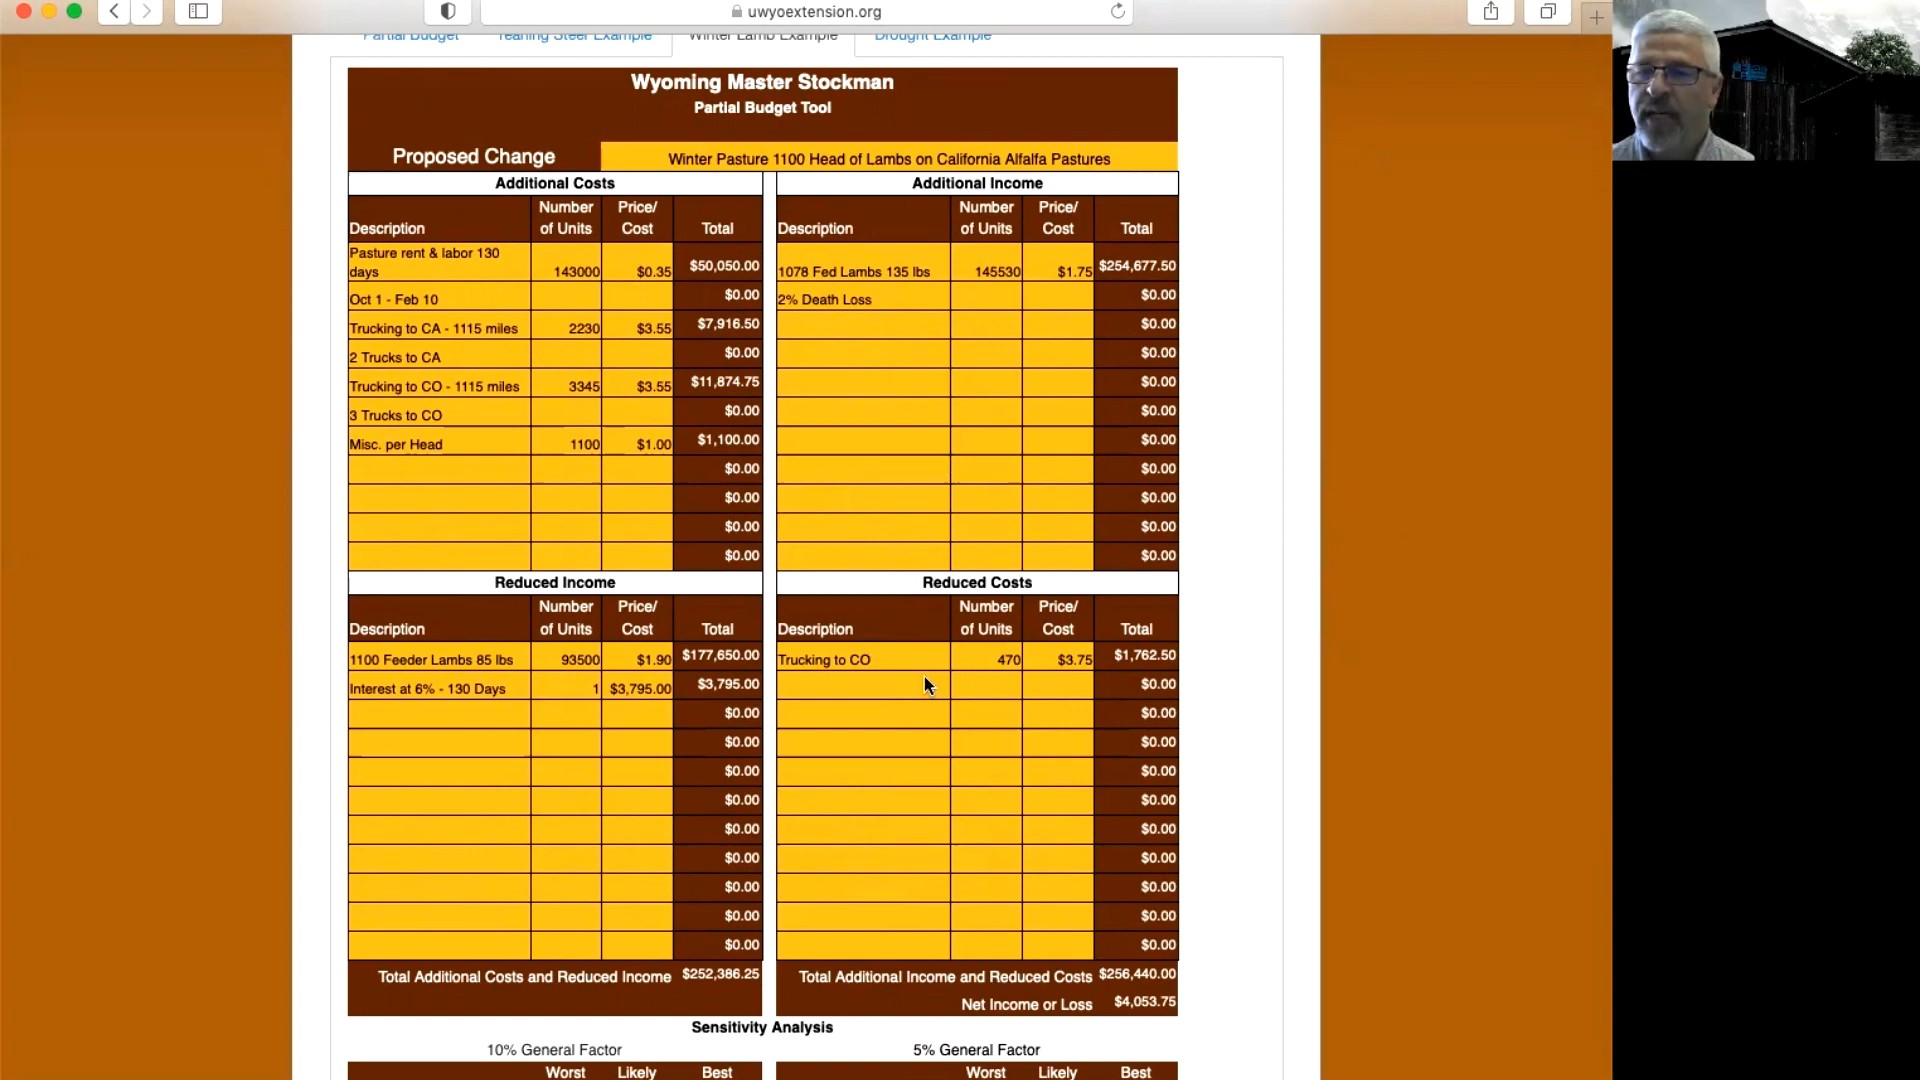 uwyoextension.org
Partial Budget Yearling Steer Example Winter Lamb Example Drought Example
Wyoming Master Stockman
Partial Budget Tool
Proposed Change Winter Pasture 1100 Head of Lambs on California Alfalfa Pastures
Additional Costs
Description Number of Units Price/ Cost Total
Pasture rent & labor 130 days 143000 $0.35 $50,050.00
Oct 1 - Feb 10 $0.00
Trucking to CA - 1115 miles 2230 $3.55 $7,916.50
2 Trucks to CA $0.00
Trucking to CO - 1115 miles 3345 $3.55 $11,874.75
3 Trucks to CO $0.00
Misc. per Head 1100 $1.00 $1,100.00
$0.00
$0.00
$0.00
$0.00
Additional Income
Description Number of Units Price/ Cost Total
1078 Fed Lambs 135 lbs 145530 $1.75 $254,677.50
2% Death Loss $0.00
$0.00
$0.00
$0.00
$0.00
$0.00
$0.00
$0.00
$0.00
$0.00
Reduced Income
Description Number of Units Price/ Cost Total
1100 Feeder Lambs 85 lbs 93500 $1.90 $177,650.00
Interest at 6% - 130 Days 1 $3,795.00 $3,795.00
$0.00
$0.00
$0.00
$0.00
$0.00
$0.00
$0.00
$0.00
$0.00
Reduced Costs
Description Number of Units Price/ Cost Total
Trucking to CO 470 $3.75 $1,762.50
$0.00
$0.00
$0.00
$0.00
$0.00
$0.00
$0.00
$0.00
$0.00
$0.00
Total Additional Costs and Reduced Income $252,386.25
Total Additional Income and Reduced Costs $256,440.00
Net Income or Loss $4,053.75
Sensitivity Analysis
10% General Factor 5% General Factor
Worst Likely Best Worst Likely Best